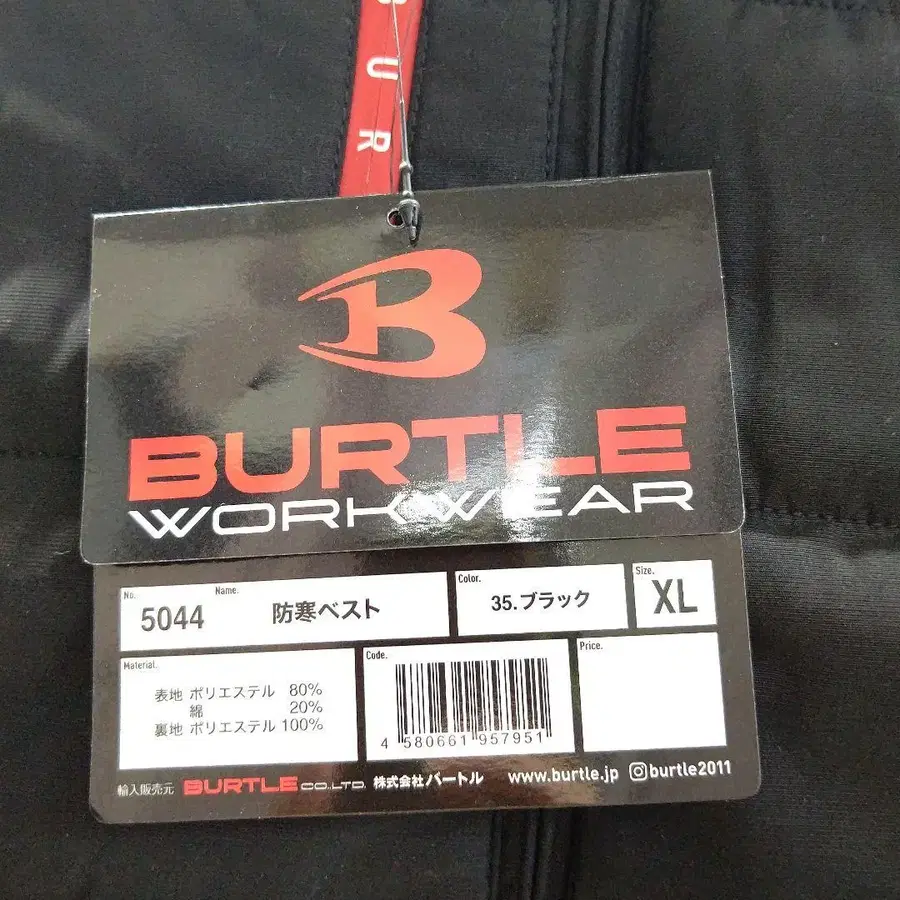 U R
BURTLE
WORKWEAR
No. 5044 Name. 防寒ベスト Color. 35.ブラック Size. XL
Material.
表地 ポリエステル 80%
綿 20%
裏地 ポリエステル 100%
Code.
4 580661 957951
Price.
輸入販売元 BURTLE CO.LTD. 株式会社バートル www.burtle.jp burtle2011